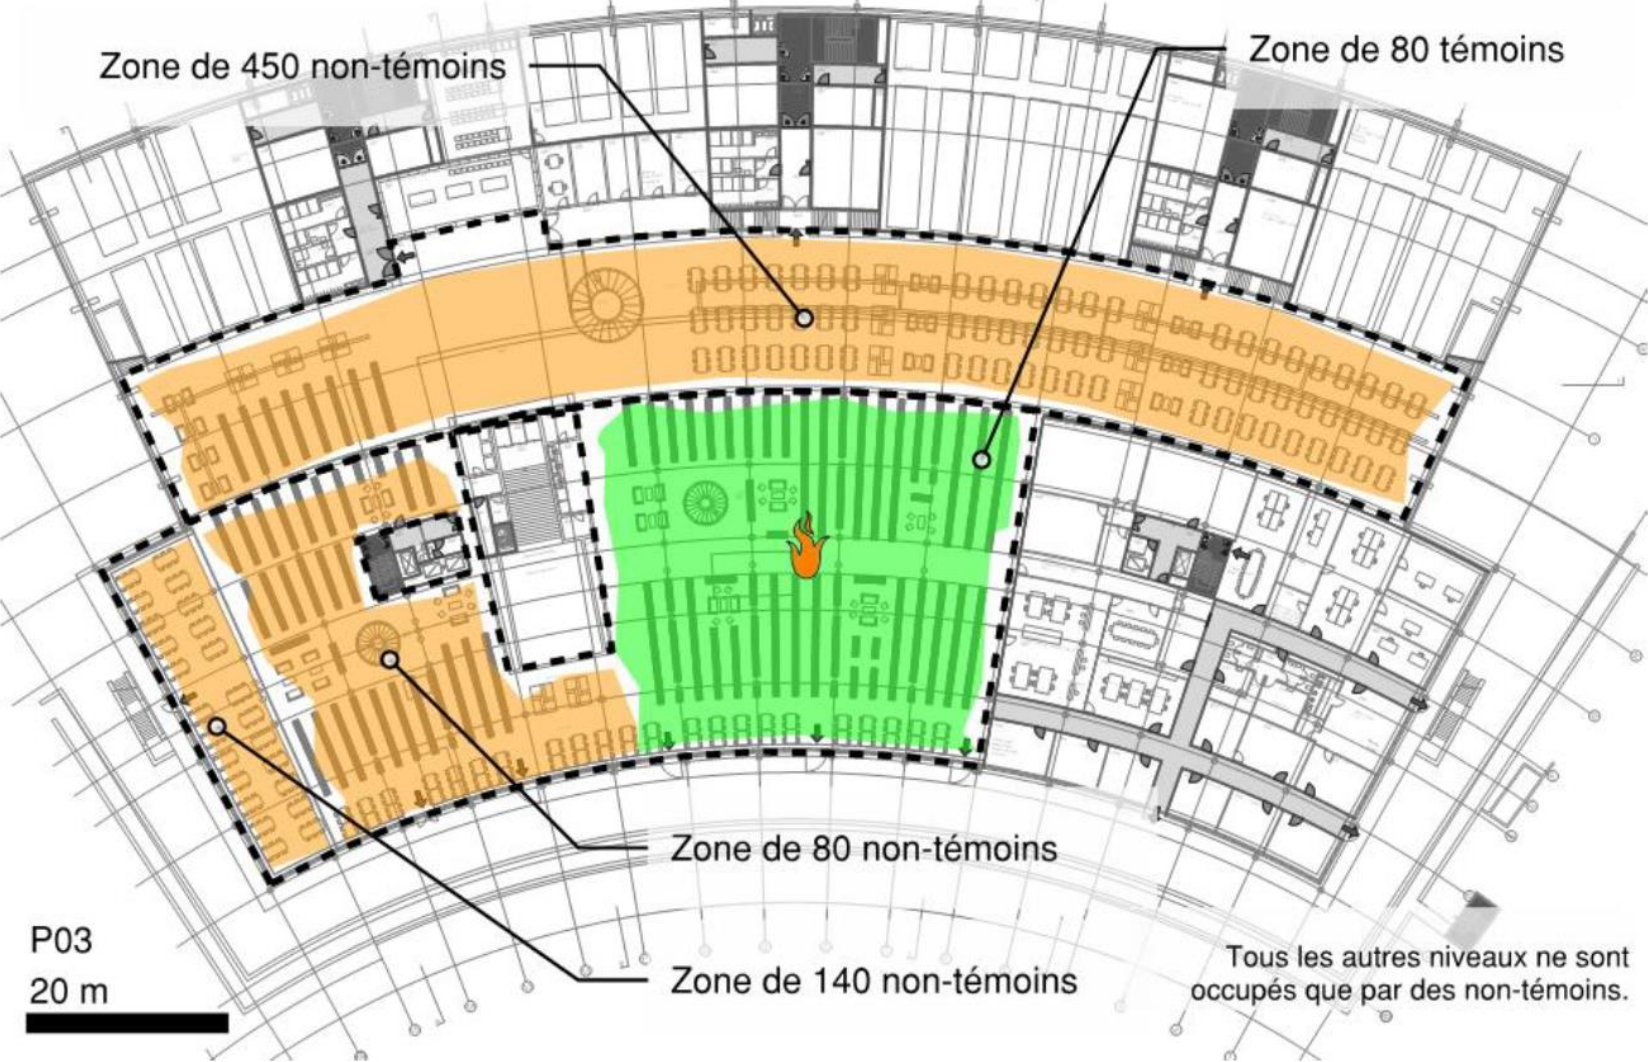 Zone de 450 non-témoins
Zone de 80 témoins
Zone de 80 non-témoins
Zone de 140 non-témoins
P03
20 m
Tous les autres niveaux ne sont
occupés que par des non-témoins.